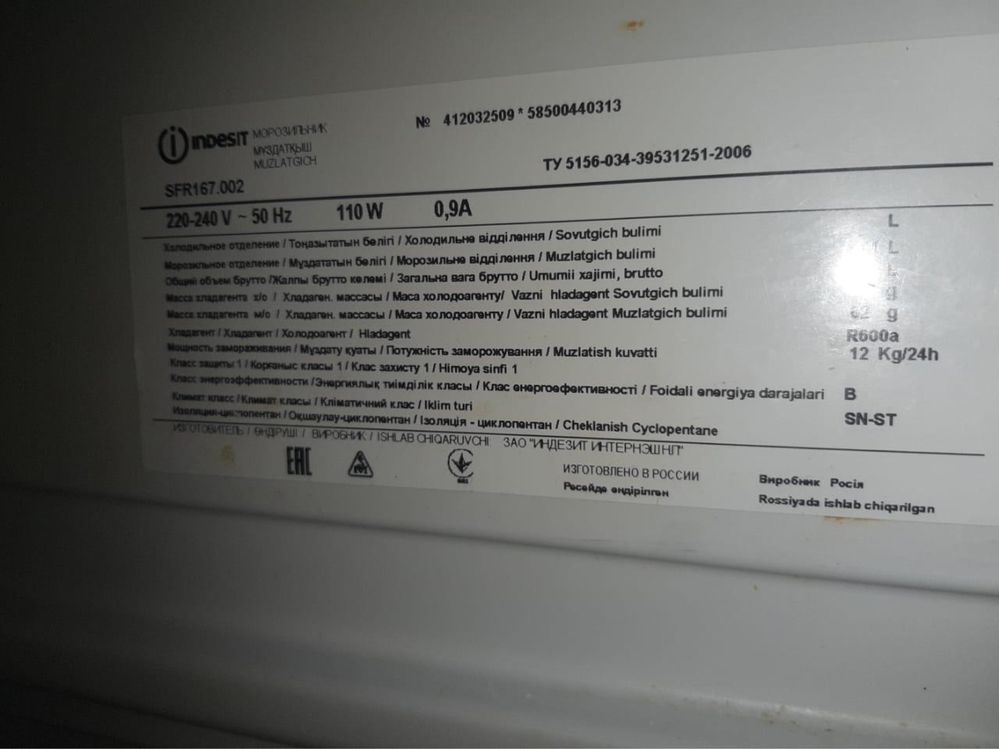 indesit МОРОЗИЛЬНИК
МҰЗДАТҚЫШ
MUZLATGICH
№ 412032509 * 58500440313
SFR167.002
ТУ 5156-034-39531251-2006
220-240 V ~ 50 Hz 110 W 0,9A
Холодильное отделение / Тоңазытатын бөлігі / Холодильне відділення / Sovutgich bulimi L
Морозильное отделение / Мұздататын бөлігі / Морозильне відділення / Muzlatgich bulimi L
Общий объем брутто /Жалпы брутто көлемі / Загальна вага брутто / Umumii xajimi, brutto L
Масса хладагента х/о / Хладаген. массасы / Маса холодоагенту/ Vazni hladagent Sovutgich bulimi g
Масса хладагента м/о / Хладаген. массасы / Маса холодоагенту / Vazni hladagent Muzlatgich bulimi g
Хладагент / Хладагент / Холодоагент / Hladagent R600a
Мощность замораживания / Мұздату қуаты / Потужність заморожування / Muzlatish kuvatti 12 Kg/24h
Класс защиты 1 / Корганыс класы 1 / Клас захисту 1 / Himoya sinfi 1
Класс энергоэффективности /Энергиялық тиімділік класы / Клас енергоефективності / Foidali energiya darajalari B
Климат класс /Климат класы / Кліматичний клас / Iklim turi SN-ST
Изоляция-циклопентан / Оқшаулау-циклопентан / Ізоляція - циклопентан / Cheklanish Cyclopentane
ИЗГОТОВИТЕЛЬ / ӨНДІРУШІ / ВИРОБНИК / ISHLAB CHIQARUVCHI ЗАО "ИНДЕЗИТ ИНТЕРНЭШНЛ"
EAC
ИЗГОТОВЛЕНО В РОССИИ
Ресейде өндірілген
Виробник Росія
Rossiyada ishlab chiqarilgan